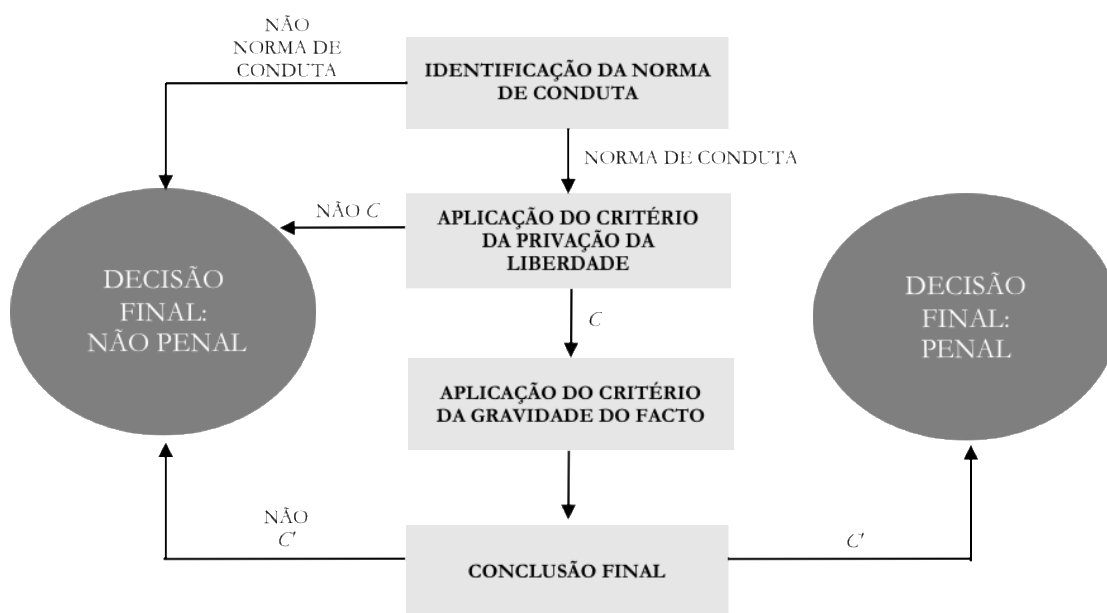 NÃO
NORMA DE
CONDUTA
IDENTIFICAÇÃO DA NORMA
DE CONDUTA
NORMA DE CONDUTA
NÃO C
APLICAÇÃO DO CRITÉRIO
DA PRIVAÇÃO DA
LIBERDADE
DECISÃO
FINAL:
NÃO PENAL
DECISÃO
FINAL:
PENAL
C
APLICAÇÃO DO CRITÉRIO
DA GRAVIDADE DO FACTO
NÃO
C'
C'
CONCLUSÃO FINAL